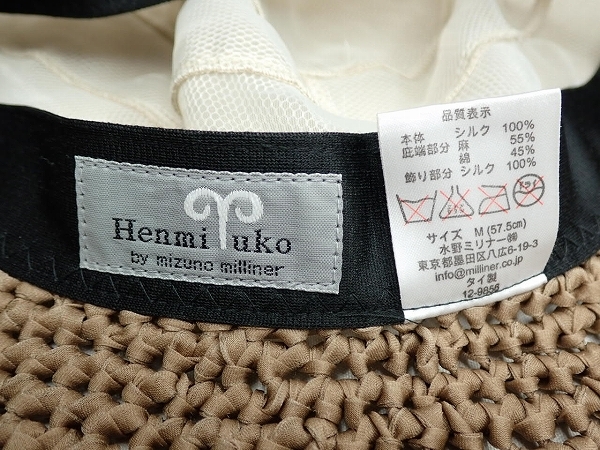 Henmi Yuko
by mizuno milliner
品質表示
本体 シルク 100%
庇端部分 麻 55%
綿 45%
飾り部分 シルク 100%
ドライ
サイズ M (57.5cm)
水野ミリナー㈱
東京都墨田区八広6-19-3
info@milliner.co.jp
タイ製
12-9856